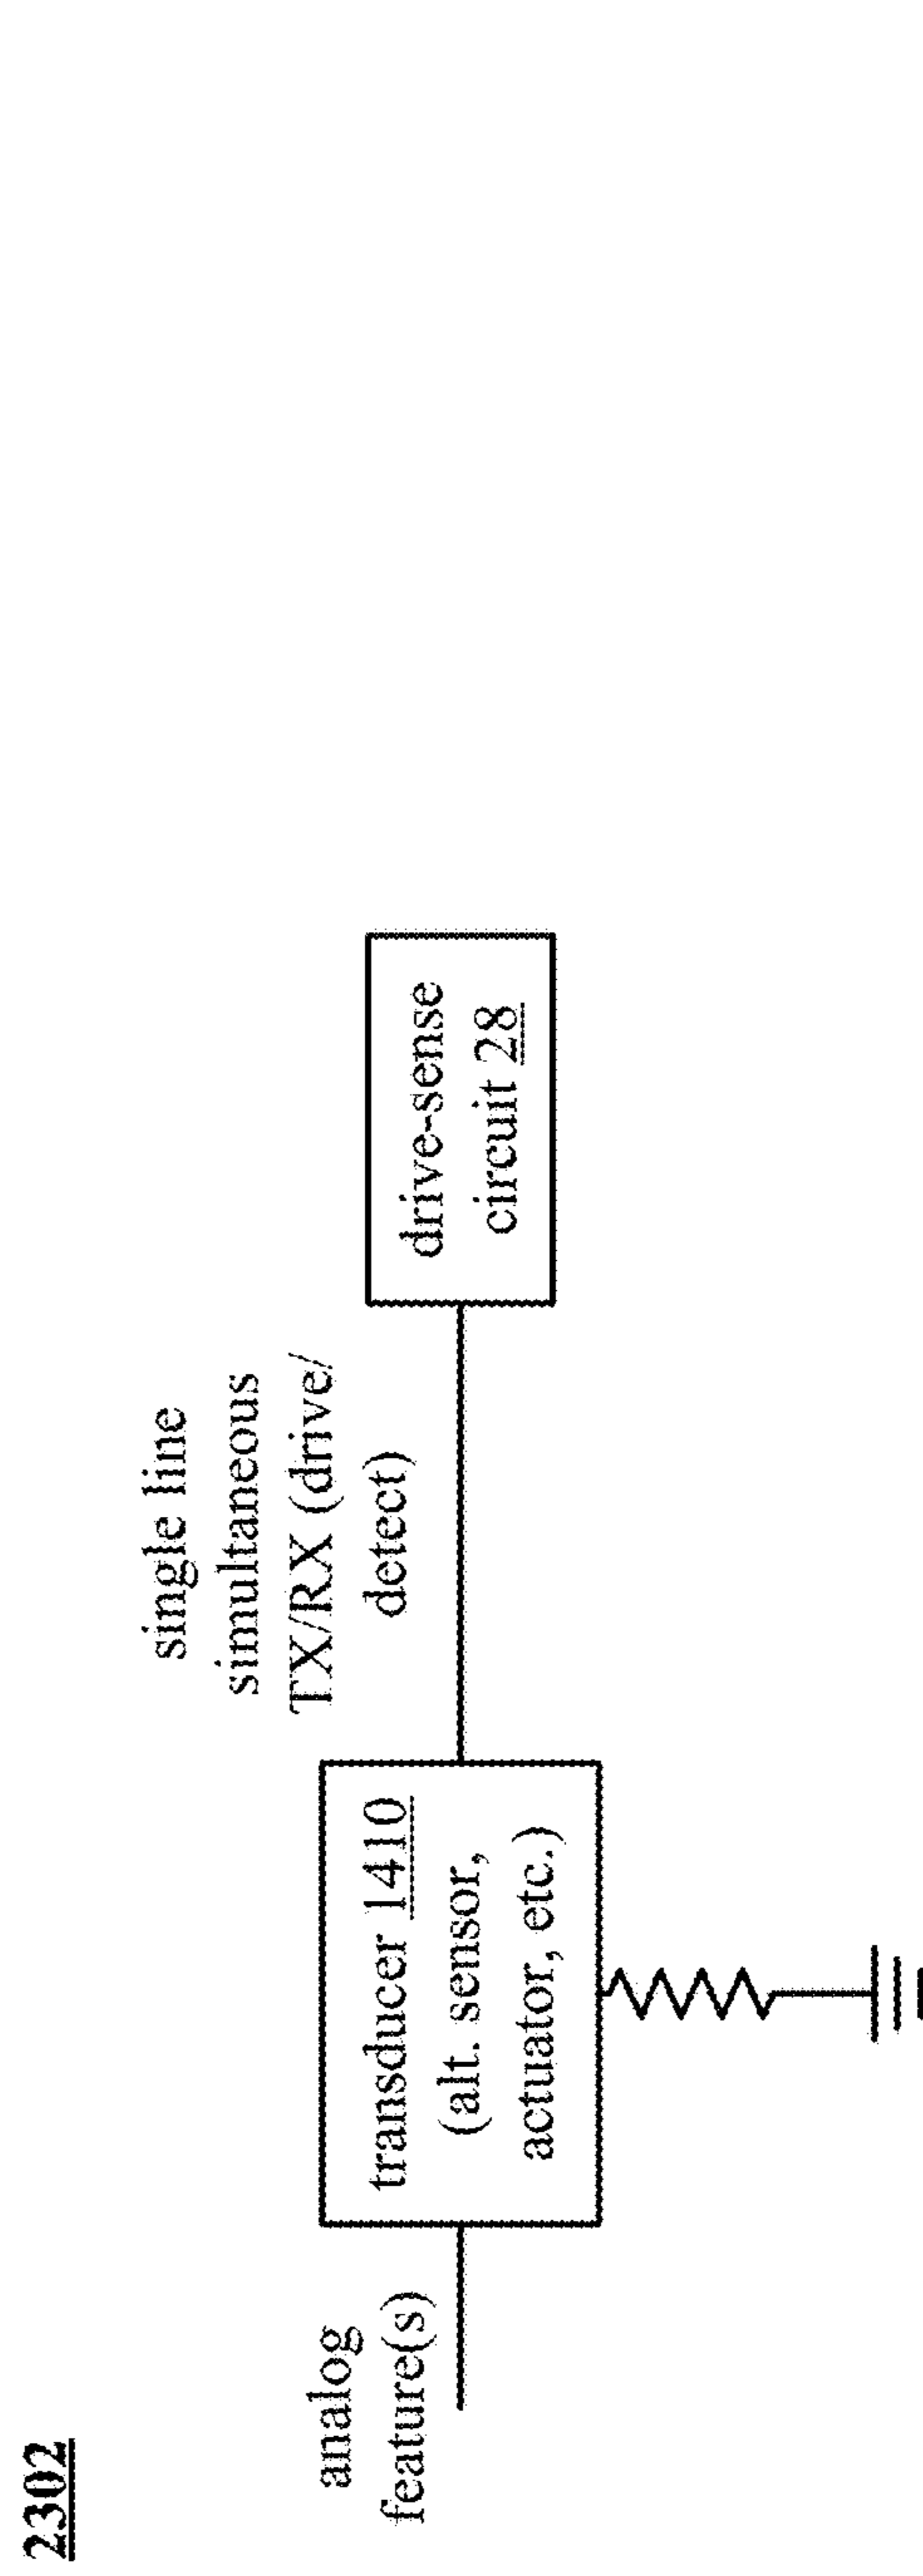 2302
analog
feature(s)
transducer 1410
(alt. sensor,
actuator, etc.)
single line
simultaneous
TX/RX (drive/
detect)
drive-sense
circuit 28